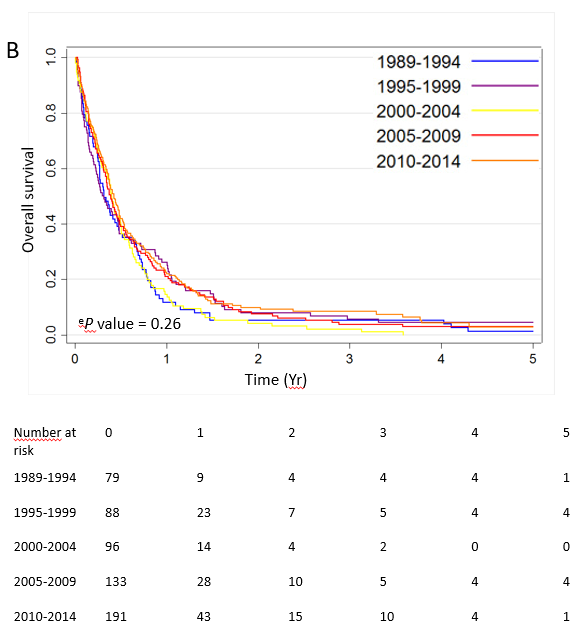 B
Overall survival
1.0
0.8
0.6
0.4
0.2
0.0
1989-1994
1995-1999
2000-2004
2005-2009
2010-2014
eP value = 0.26
0 1 2 3 4 5
Time (Yr)
Number at risk 0 1 2 3 4 5
1989-1994 79 9 4 4 4 1
1995-1999 88 23 7 5 4 4
2000-2004 96 14 4 2 0 0
2005-2009 133 28 10 5 4 4
2010-2014 191 43 15 10 4 1